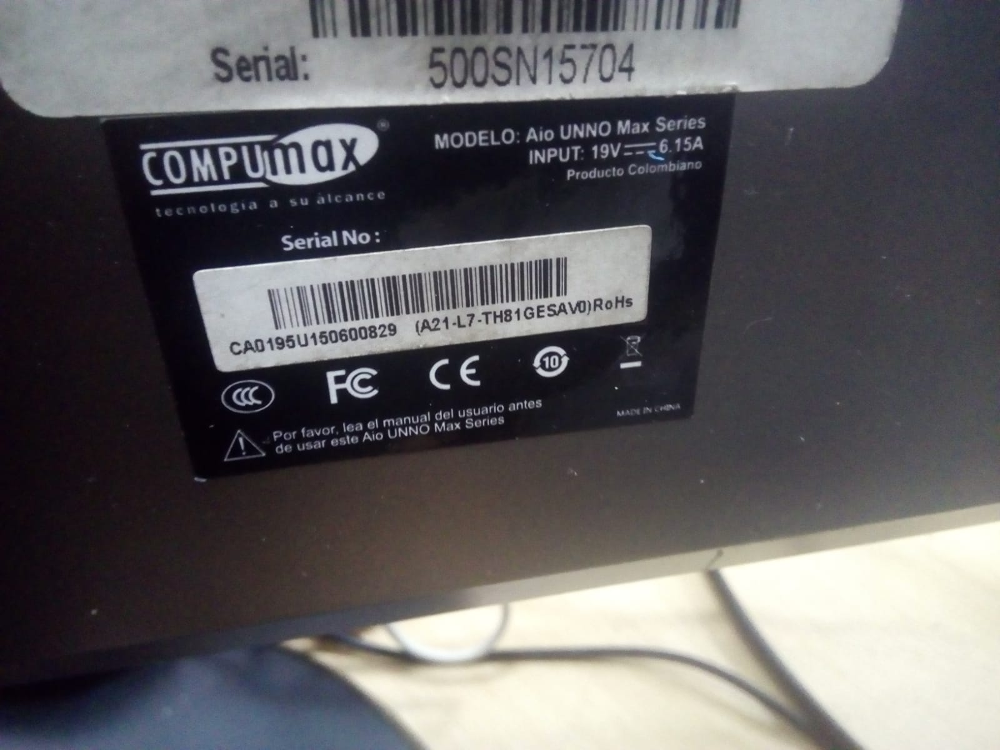 Serial: 500SN15704
COMPUmax®
tecnología a su alcance
MODELO: Aio UNNO Max Series
INPUT: 19V 6.15A
Producto Colombiano
Serial No :
CA0195U150600829 (A21-L7-TH81GESAV0)RoHs
CCC FC CE 10
Por favor, lea el manual del usuario antes
de usar este Aio UNNO Max Series
MADE IN CHINA